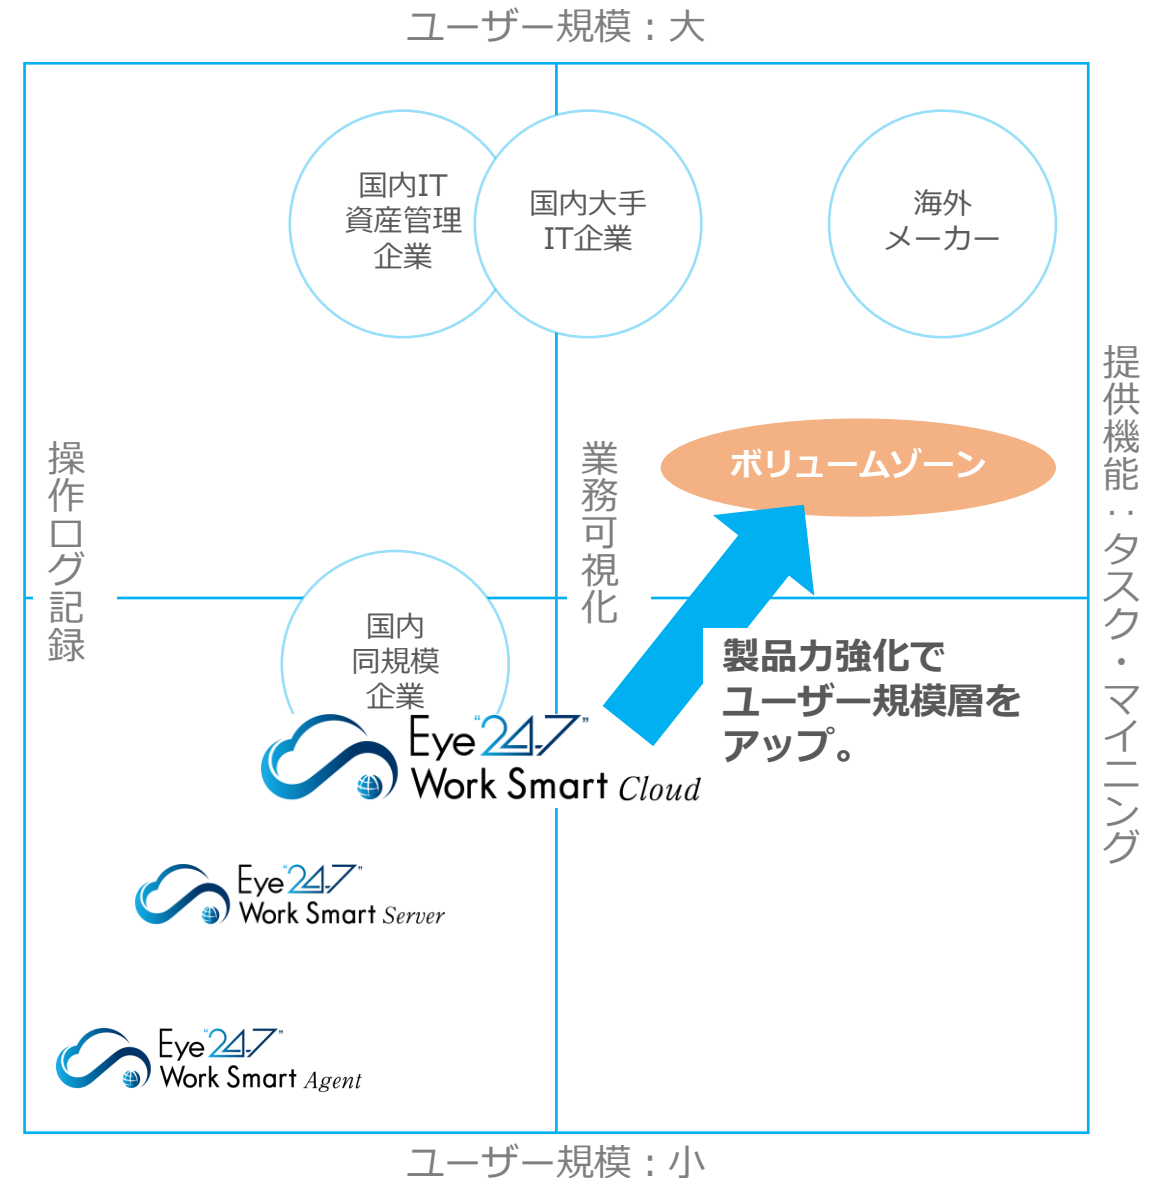 ユーザー規模：大
国内IT
資産管理
企業
国内大手
IT企業
海外
メーカー
提供機能：タスク・マイニング
操作ログ記録
業務可視化
ボリュームゾーン
国内
同規模
企業
製品力強化で
ユーザー規模層を
アップ。
Eye"24-7"
Work Smart Cloud
Eye"24-7"
Work Smart Server
Eye"24-7"
Work Smart Agent
ユーザー規模：小